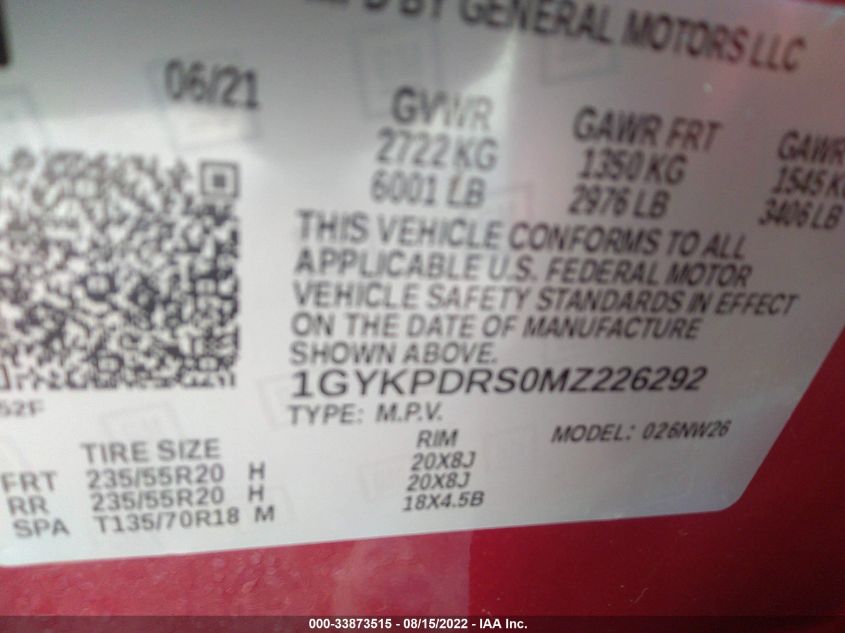 BY GENERAL MOTORS LLC
06/21
GVWR GAWR FRT GAWR
2722 KG 1350 KG 1545
6001 LB 2976 LB 3406 LB
THIS VEHICLE CONFORMS TO ALL
APPLICABLE U.S. FEDERAL MOTOR
VEHICLE SAFETY STANDARDS IN EFFECT
ON THE DATE OF MANUFACTURE
SHOWN ABOVE.
1GYKPDRS0MZ226292
TYPE: M.P.V. MODEL: 026NW26
TIRE SIZE RIM
FRT 235/55R20 H 20X8J
RR 235/55R20 H 20X8J
SPA T135/70R18 M 18X4.5B
000-33873515 - 08/15/2022 - IAA Inc.